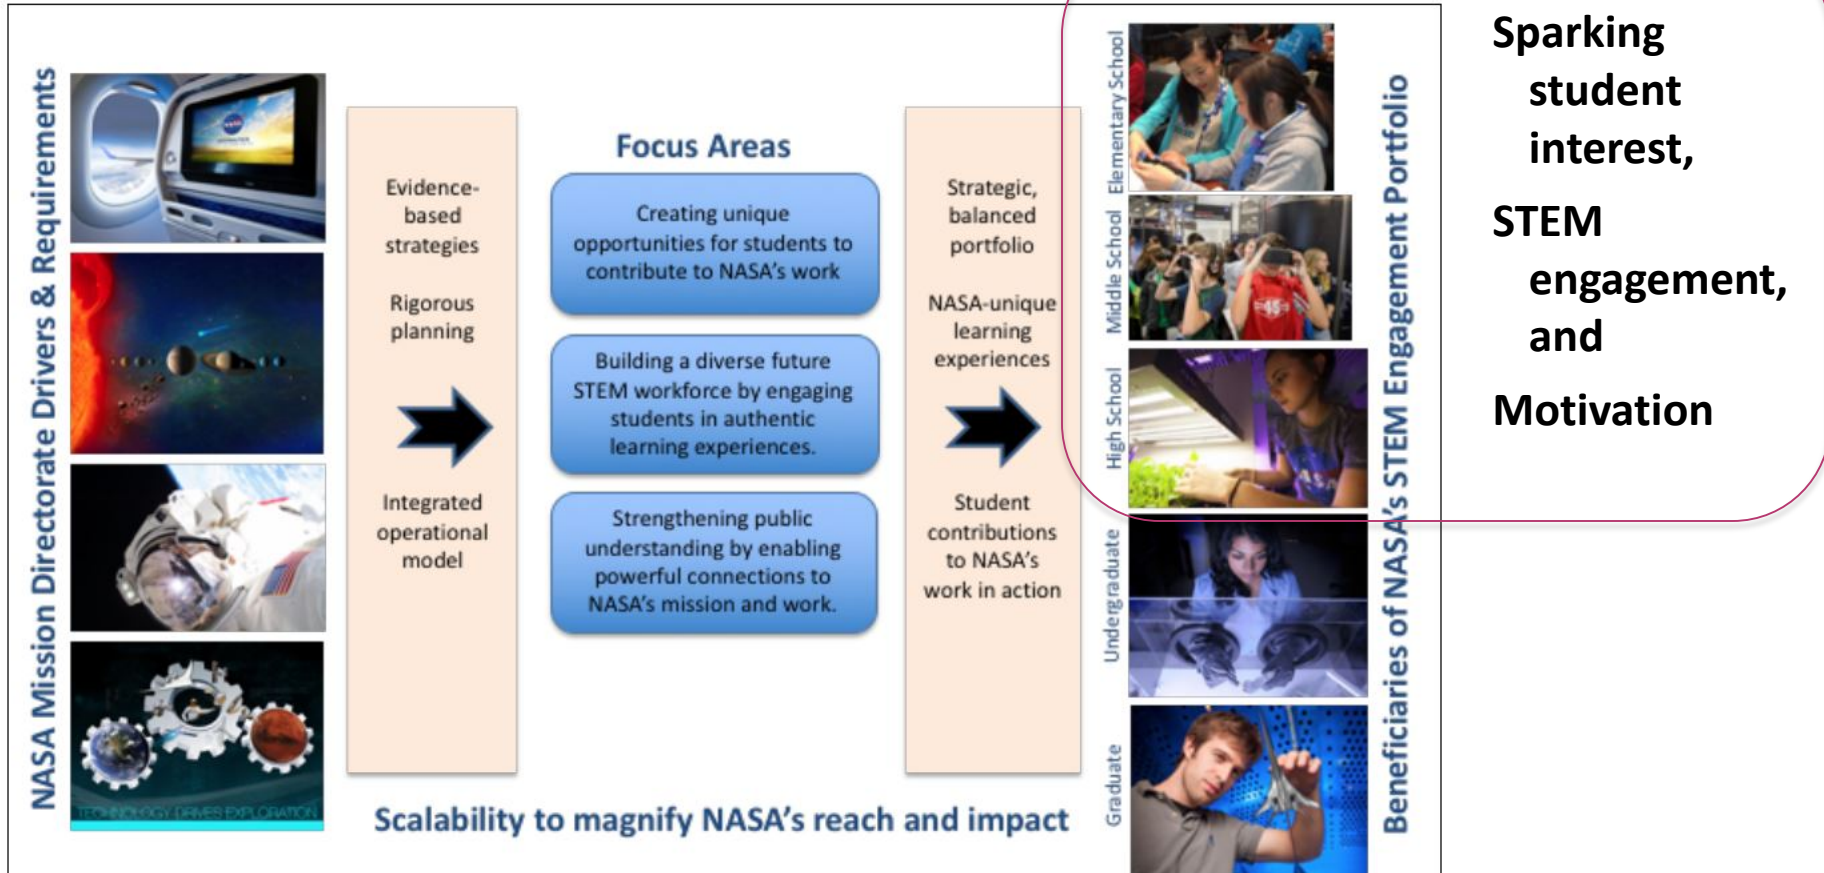 NASA Mission Directorate Drivers & Requirements
TECHNOLOGY DRIVES EXPLORATION
Evidence-
based
strategies
Rigorous
planning
Integrated
operational
model
Focus Areas
Creating unique
opportunities for students to
contribute to NASA's work
Building a diverse future
STEM workforce by engaging
students in authentic
learning experiences.
Strengthening public
understanding by enabling
powerful connections to
NASA's mission and work.
Strategic,
balanced
portfolio
NASA-unique
learning
experiences
Student
contributions
to NASA's
work in action
Scalability to magnify NASA's reach and impact
Elementary School
Middle School
High School
Undergraduate
Graduate
Beneficiaries of NASA's STEM Engagement Portfolio
Sparking
student
interest,
STEM
engagement,
and
Motivation